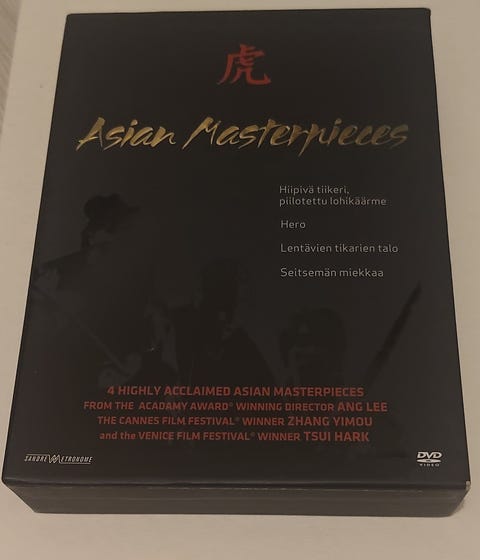 虎
Asian Masterpieces
Hiipivä tiikeri,
piilotettu lohikäärme
Hero
Lentävien tikarien talo
Seitsemän miekkaa
4 HIGHLY ACCLAIMED ASIAN MASTERPIECES
FROM THE ACADAMY AWARD® WINNING DIRECTOR ANG LEE
THE CANNES FILM FESTIVAL® WINNER ZHANG YIMOU
and the VENICE FILM FESTIVAL® WINNER TSUI HARK
SANDREW METRONOME
DVD
VIDEO